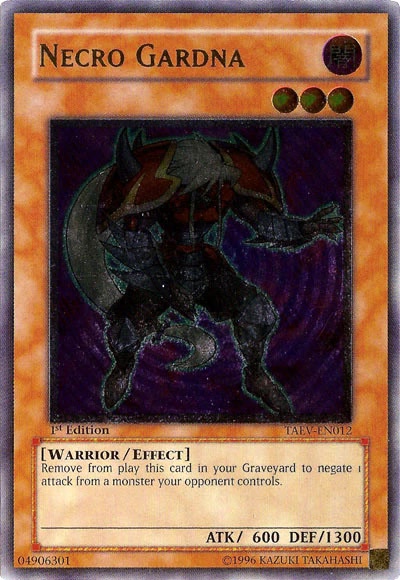 NECRO GARDNA
闇
1st Edition
TAEV-EN012
[WARRIOR/EFFECT]
Remove from play this card in your Graveyard to negate 1
attack from a monster your opponent controls.
ATK/ 600 DEF/1300
04906301
©1996 KAZUKI TAKAHASHI